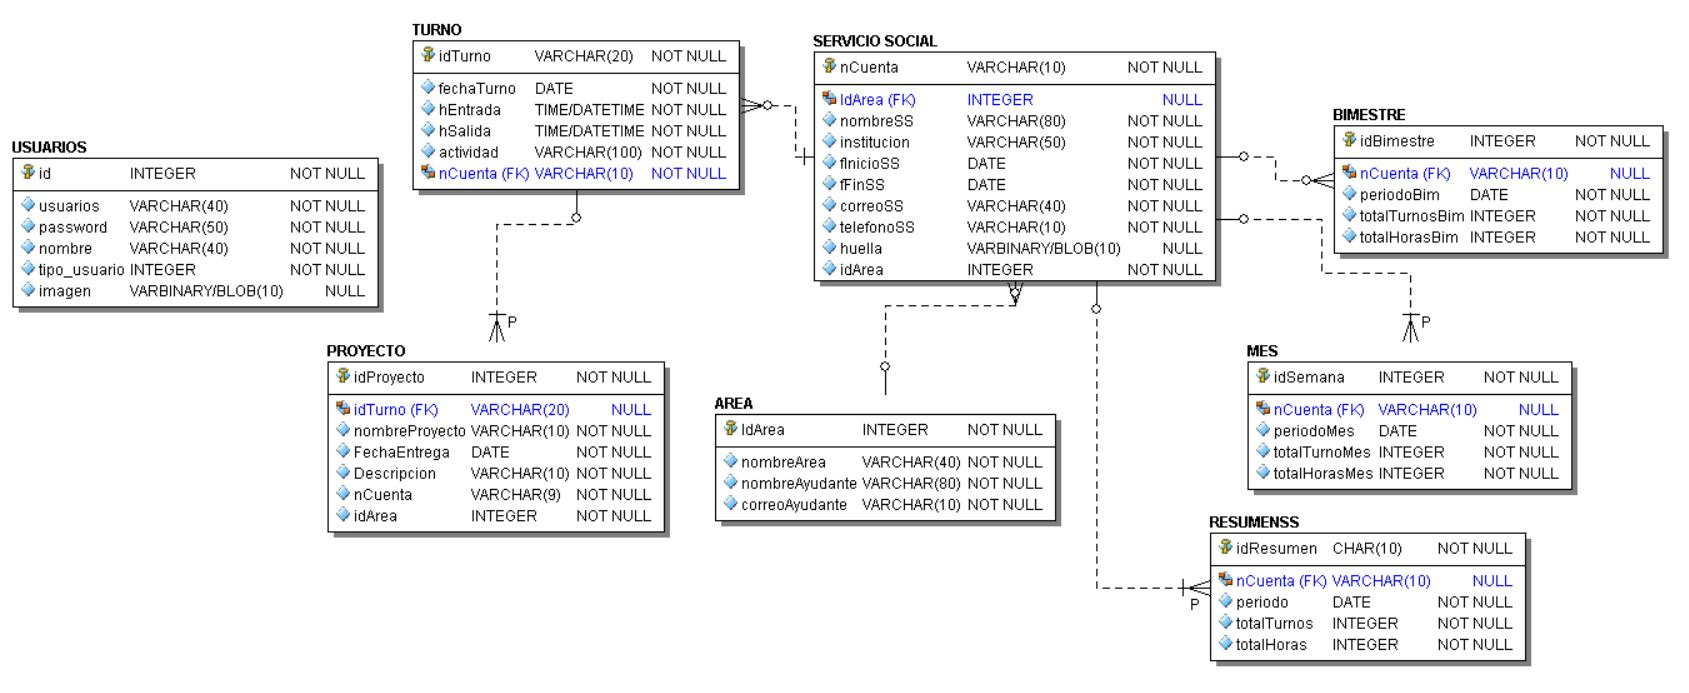 USUARIOS
id INTEGER NOT NULL
usuarios VARCHAR(40) NOT NULL
password VARCHAR(50) NOT NULL
nombre VARCHAR(40) NOT NULL
tipo_usuario INTEGER NOT NULL
imagen VARBINARY/BLOB(10) NULL
TURNO
idTurno VARCHAR(20) NOT NULL
fechaTurno DATE NOT NULL
hEntrada TIME/DATETIME NOT NULL
hSalida TIME/DATETIME NOT NULL
actividad VARCHAR(100) NOT NULL
nCuenta (FK) VARCHAR(10) NOT NULL
SERVICIO SOCIAL
nCuenta VARCHAR(10) NOT NULL
IdArea (FK) INTEGER NULL
nombreSS VARCHAR(80) NOT NULL
institucion VARCHAR(50) NOT NULL
fInicioSS DATE NOT NULL
fFinSS DATE NOT NULL
correoSS VARCHAR(40) NOT NULL
telefonoSS VARCHAR(10) NOT NULL
huella VARBINARY/BLOB(10) NULL
idArea INTEGER NOT NULL
BIMESTRE
idBimestre INTEGER NOT NULL
nCuenta (FK) VARCHAR(10) NULL
periodoBim DATE NOT NULL
totalTurnosBim INTEGER NOT NULL
totalHorasBim INTEGER NOT NULL
P
PROYECTO
idProyecto INTEGER NOT NULL
idTurno (FK) VARCHAR(20) NULL
nombreProyecto VARCHAR(10) NOT NULL
FechaEntrega DATE NOT NULL
Descripcion VARCHAR(10) NOT NULL
nCuenta VARCHAR(9) NOT NULL
idArea INTEGER NOT NULL
AREA
IdArea INTEGER NOT NULL
nombreArea VARCHAR(40) NOT NULL
nombreAyudante VARCHAR(80) NOT NULL
correoAyudante VARCHAR(10) NOT NULL
P
MES
idSemana INTEGER NOT NULL
nCuenta (FK) VARCHAR(10) NULL
periodoMes DATE NOT NULL
totalTurnoMes INTEGER NOT NULL
totalHorasMes INTEGER NOT NULL
P
RESUMENSS
idResumen CHAR(10) NOT NULL
nCuenta (FK) VARCHAR(10) NULL
periodo DATE NOT NULL
totalTurnos INTEGER NOT NULL
totalHoras INTEGER NOT NULL